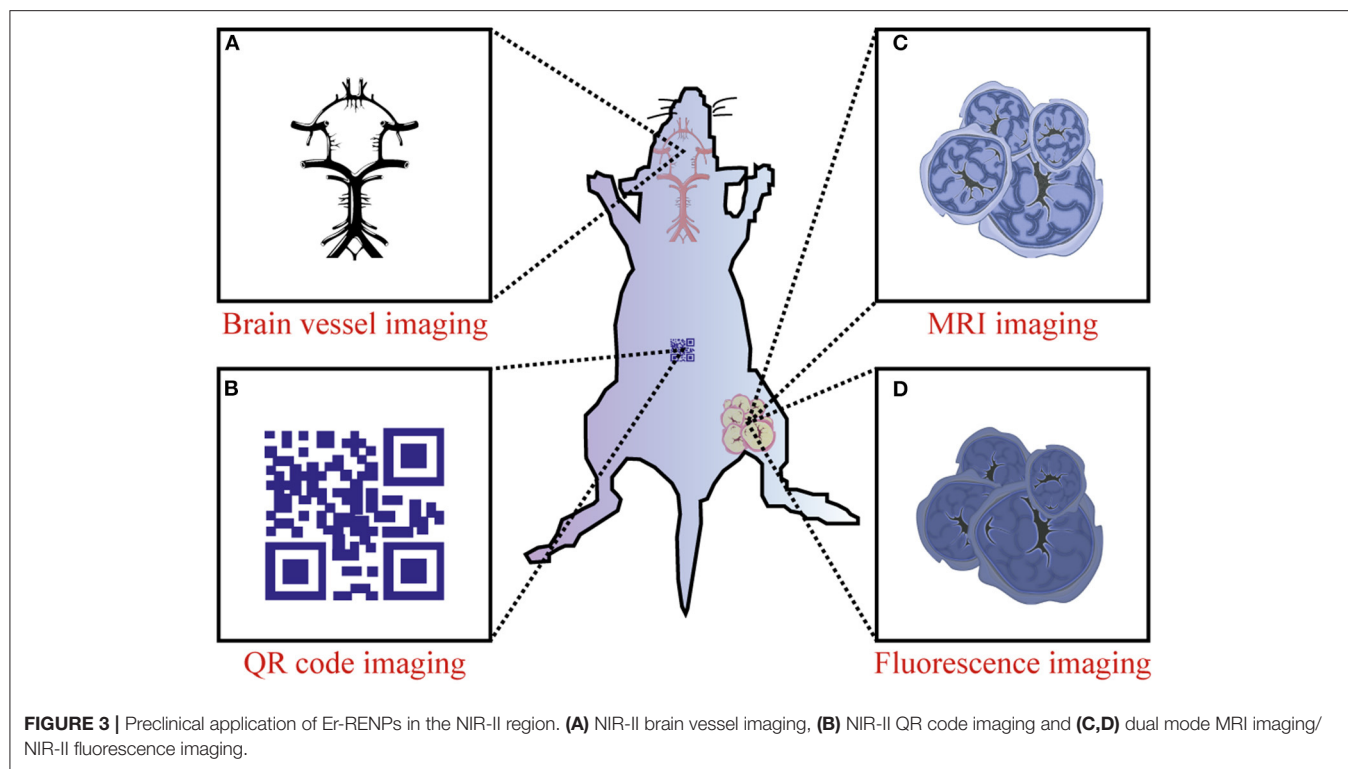 A
Brain vessel imaging
B
QR code imaging
C
MRI imaging
D
Fluorescence imaging
FIGURE 3 | Preclinical application of Er-RENPs in the NIR-II region. (A) NIR-II brain vessel imaging, (B) NIR-II QR code imaging and (C,D) dual mode MRI imaging/
NIR-II fluorescence imaging.